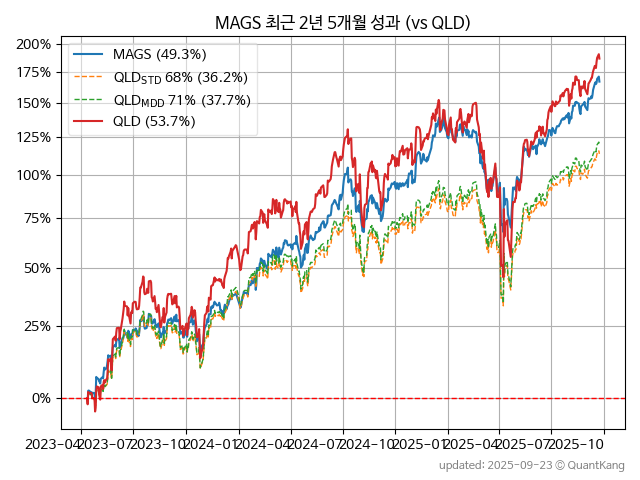 MAGS 최근 2년 5개월 성과 (vs QLD)
200%
175%
150%
125%
100%
75%
50%
25%
0%
MAGS (49.3%)
QLDSTD 68% (36.2%)
QLDMDD 71% (37.7%)
QLD (53.7%)
2023-04 2023-07 2023-10 2024-01 2024-04 2024-07 2024-10 2025-01 2025-04 2025-07 2025-10
updated: 2025-09-23 © QuantKang